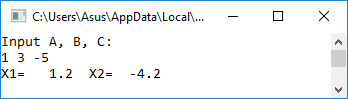 C:\Users\Asus\AppData\Local\...
Input A, B, C:
1 3 -5
X1=   1.2  X2=  -4.2